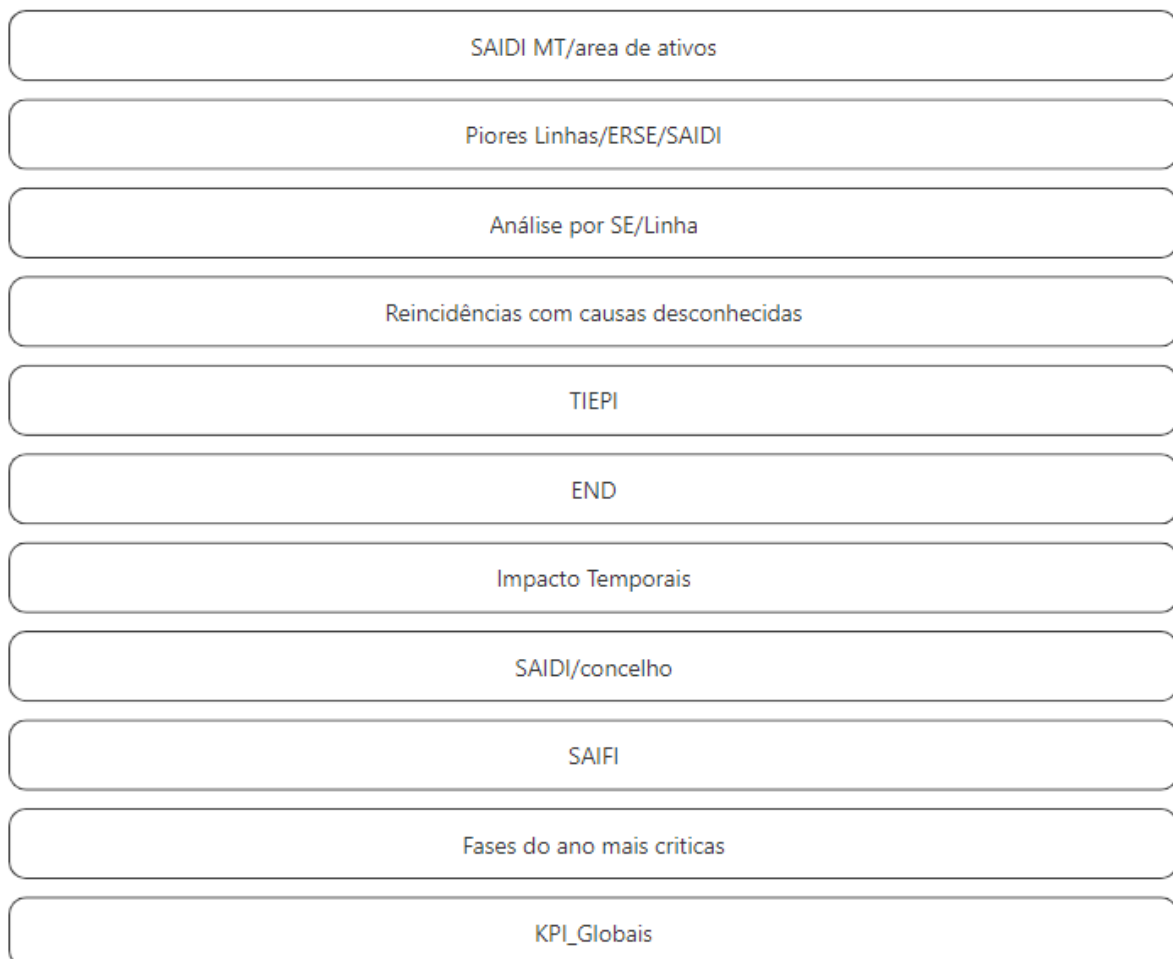 SAIDI MT/area de ativos
Piores Linhas/ERSE/SAIDI
Análise por SE/Linha
Reincidências com causas desconhecidas
TIEPI
END
Impacto Temporais
SAIDI/concelho
SAIFI
Fases do ano mais criticas
KPI_Globais